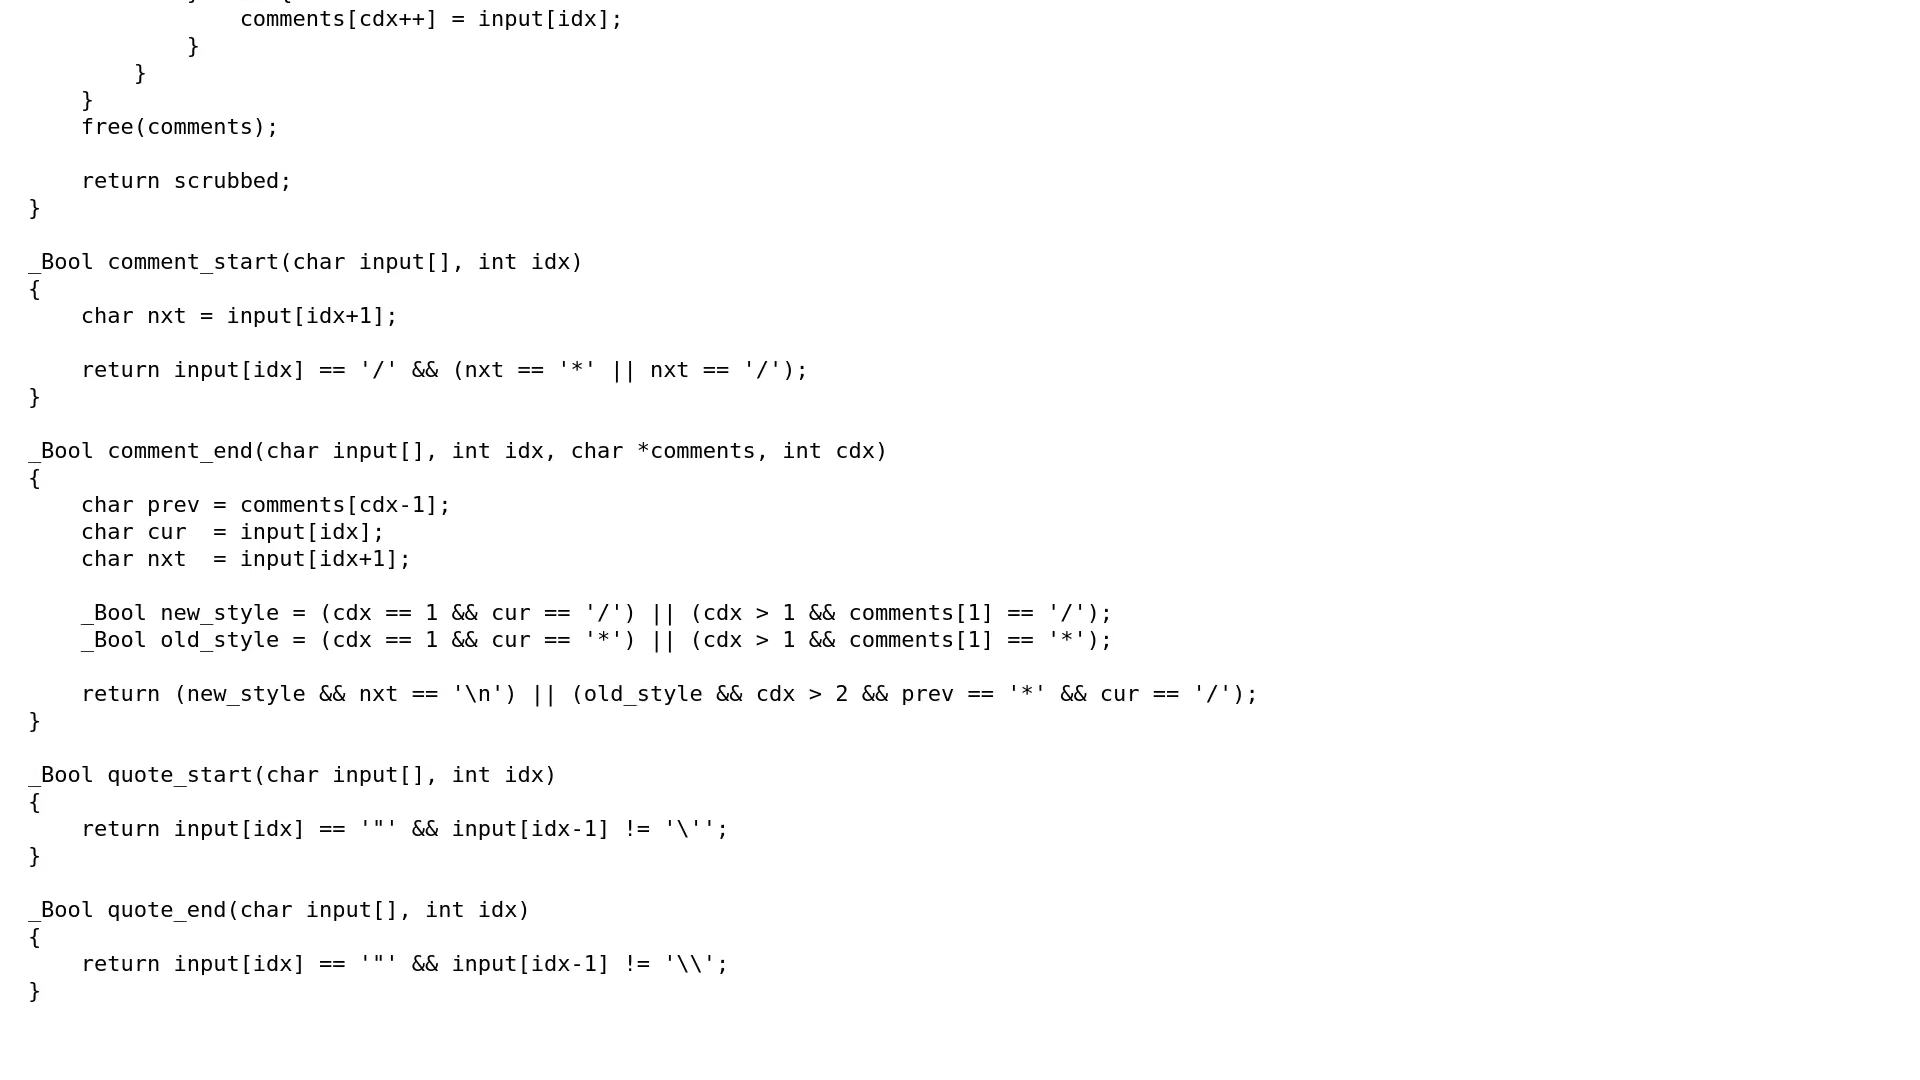 comments[cdx++] = input[idx];
            }
        }
    }
    free(comments);

    return scrubbed;
}

_Bool comment_start(char input[], int idx)
{
    char nxt = input[idx+1];

    return input[idx] == '/' && (nxt == '*' || nxt == '/');
}

_Bool comment_end(char input[], int idx, char *comments, int cdx)
{
    char prev = comments[cdx-1];
    char cur  = input[idx];
    char nxt  = input[idx+1];

    _Bool new_style = (cdx == 1 && cur == '/') || (cdx > 1 && comments[1] == '/');
    _Bool old_style = (cdx == 1 && cur == '*') || (cdx > 1 && comments[1] == '*');

    return (new_style && nxt == '\n') || (old_style && cdx > 2 && prev == '*' && cur == '/');
}

_Bool quote_start(char input[], int idx)
{
    return input[idx] == '"' && input[idx-1] != '\'';
}

_Bool quote_end(char input[], int idx)
{
    return input[idx] == '"' && input[idx-1] != '\\';
}